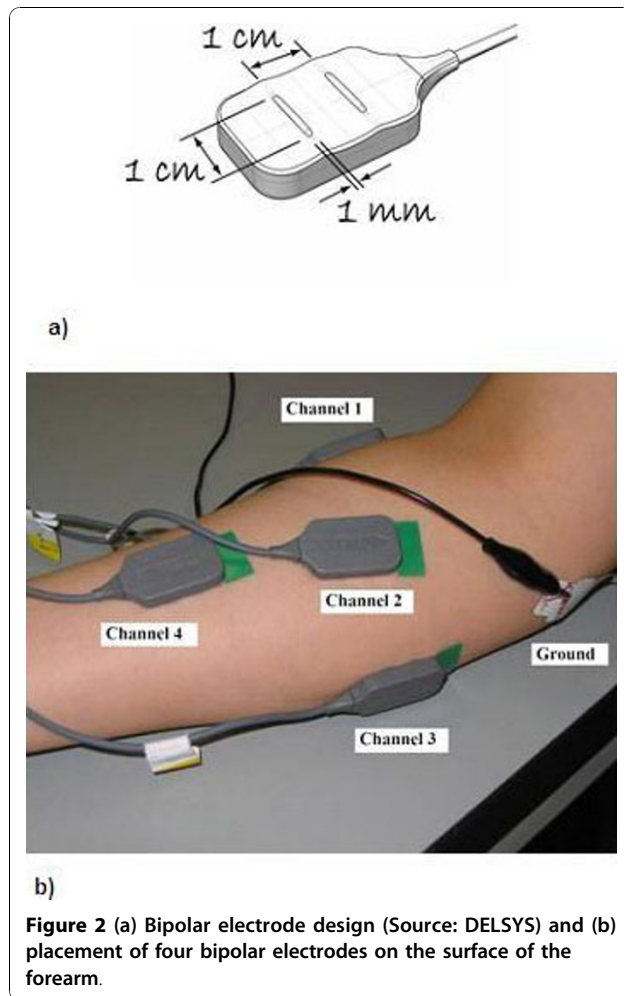 1 cm
1 cm
1 mm
a)
Channel 1
Channel 2
Channel 4
Ground
Channel 3
b)
Figure 2 (a) Bipolar electrode design (Source: DELSYS) and (b)
placement of four bipolar electrodes on the surface of the
forearm.